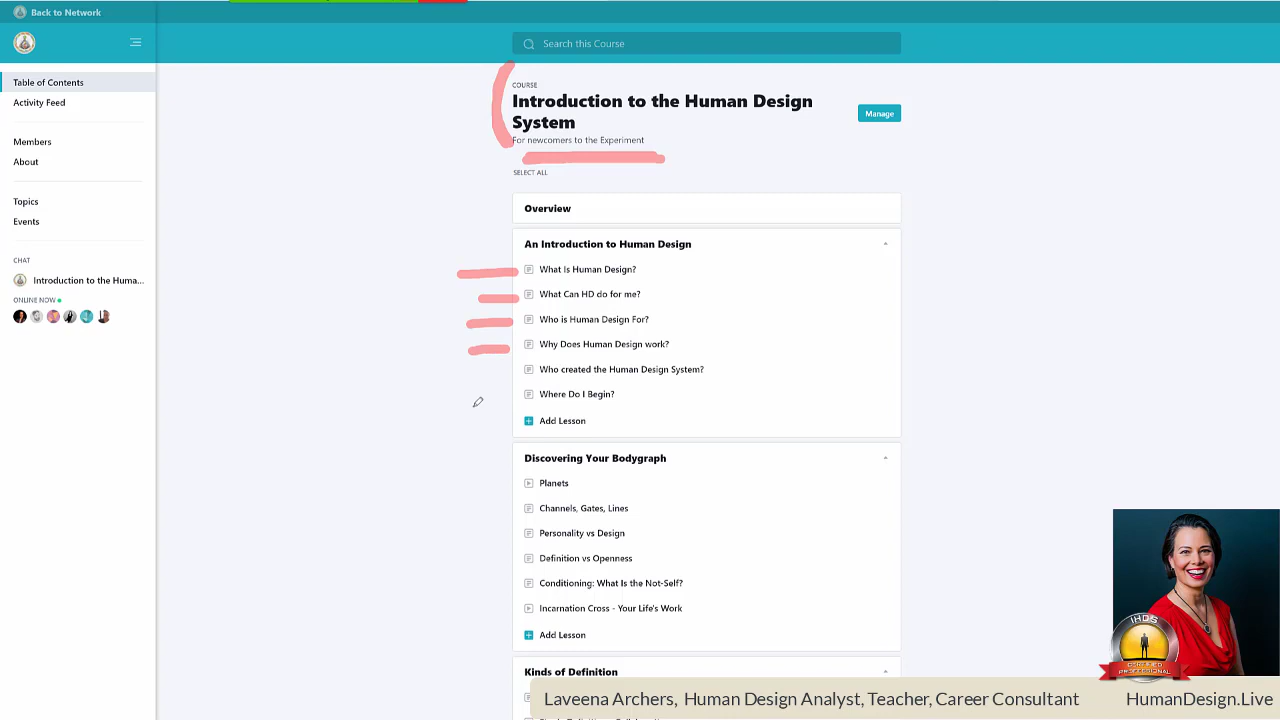 Back to Network
Search this Course
Table of Contents
Activity Feed
Members
About
Topics
Events
CHAT
Introduction to the Huma...
ONLINE NOW
COURSE
Introduction to the Human Design
System
For newcomers to the Experiment
Manage
SELECT ALL
Overview
An Introduction to Human Design
What Is Human Design?
What Can HD do for me?
Who is Human Design For?
Why Does Human Design work?
Who created the Human Design System?
Where Do I Begin?
Add Lesson
Discovering Your Bodygraph
Planets
Channels, Gates, Lines
Personality vs Design
Definition vs Openness
Conditioning: What Is the Not-Self?
Incarnation Cross - Your Life's Work
Add Lesson
Kinds of Definition
IHDS
CERTIFIED
PROFESSIONAL
Laveena Archers, Human Design Analyst, Teacher, Career Consultant
HumanDesign.Live